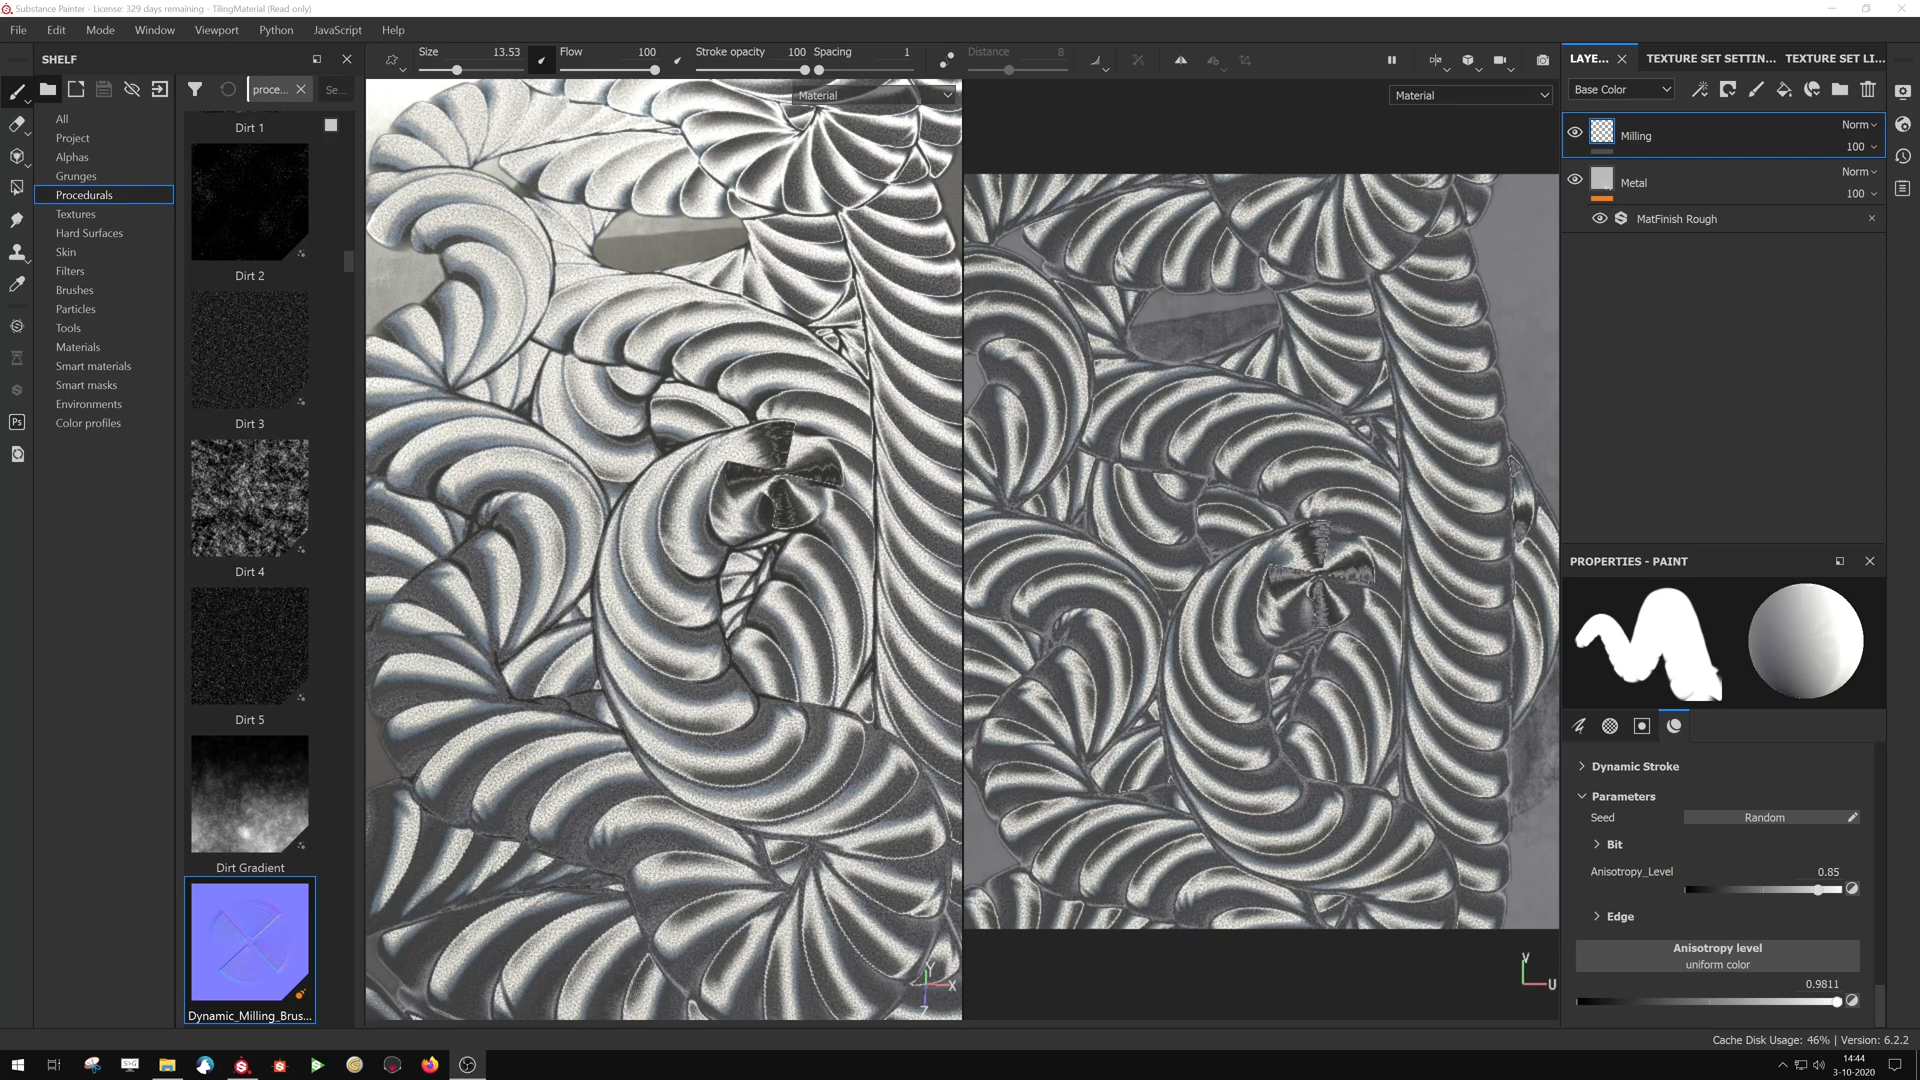 Substance Painter - License: 329 days remaining - TilingMaterial (Read only)
File Edit Mode Window Viewport Python JavaScript Help
SHELF
Size 13.53 Flow 100 Stroke opacity 100 Spacing 1 Distance 8
LAYE... TEXTURE SET SETTIN... TEXTURE SET LI...
proce... Se...
Base Color
All
Project
Alphas
Grunges
Procedurals
Textures
Hard Surfaces
Skin
Filters
Brushes
Particles
Tools
Materials
Smart materials
Smart masks
Environments
Color profiles
Ps
Dirt 1
Dirt 2
Dirt 3
Dirt 4
Dirt 5
Dirt Gradient
Dynamic_Milling_Brus...
Material
Material
Y
X
Z
V
U
Milling
Norm
100
Metal
Norm
100
MatFinish Rough
PROPERTIES - PAINT
Dynamic Stroke
Parameters
Seed Random
Bit
Anisotropy_Level 0.85
Edge
Anisotropy level
uniform color
0.9811
Cache Disk Usage: 46% | Version: 6.2.2
14:44
3-10-2020